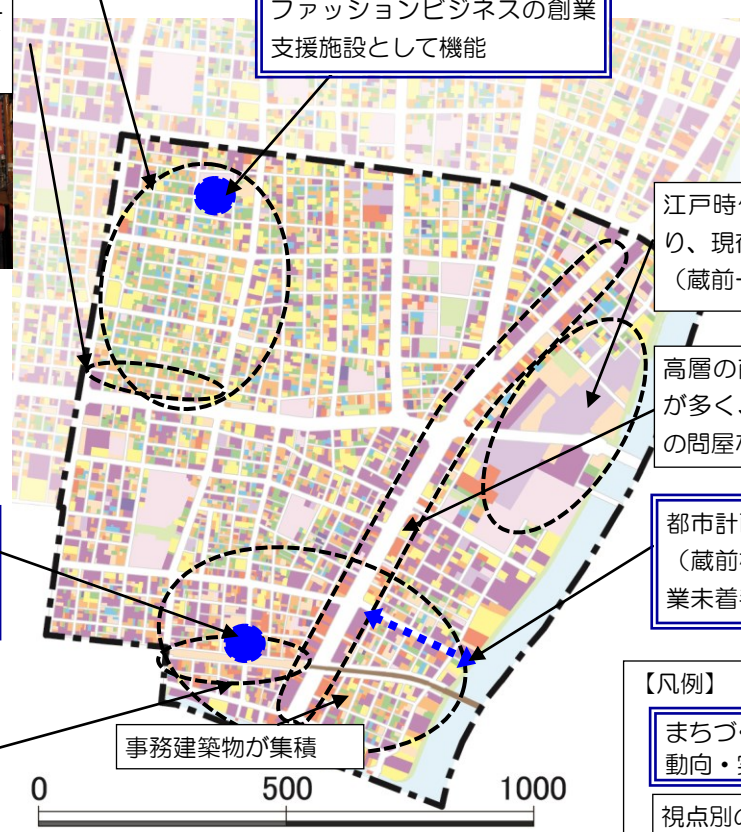 ファッションビジネスの創業
支援施設として機能
江戸時
り、現在
（蔵前
高層の
が多く、
の問屋
都市計
（蔵前
業未着
事務建築物が集積
【凡例】
まちづ
動向・
視点別の
0 500 1000